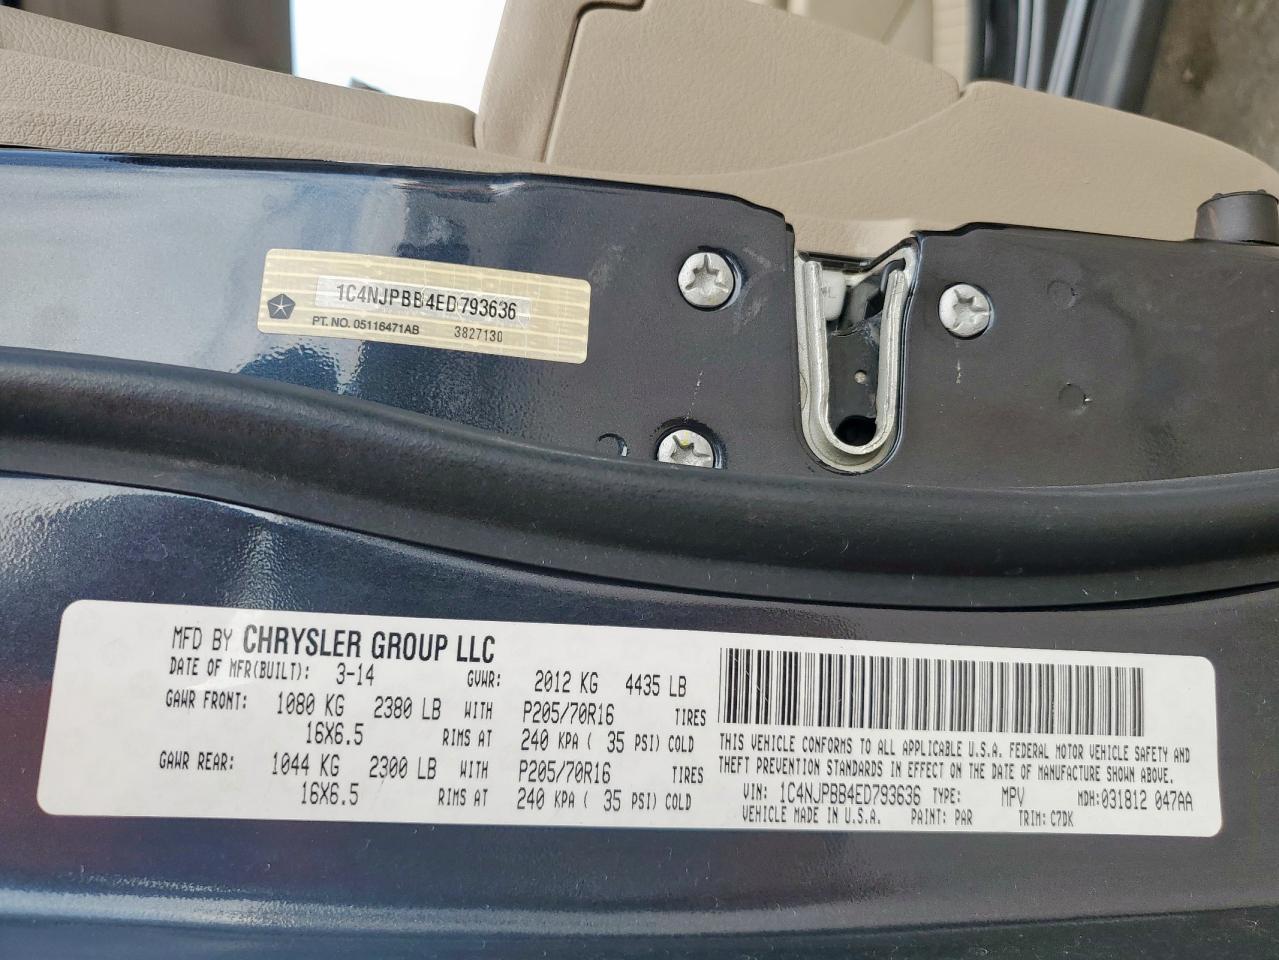 1C4NJPBB4ED793636
PT. NO. 05116471AB 3827130
MFD BY CHRYSLER GROUP LLC
DATE OF MFR(BUILT): 3-14 GVWR: 2012 KG 4435 LB
GAWR FRONT: 1080 KG 2380 LB WITH P205/70R16 TIRES
16X6.5 RIMS AT 240 KPA ( 35 PSI) COLD
GAWR REAR: 1044 KG 2300 LB WITH P205/70R16 TIRES
16X6.5 RIMS AT 240 KPA ( 35 PSI) COLD
THIS VEHICLE CONFORMS TO ALL APPLICABLE U.S.A. FEDERAL MOTOR VEHICLE SAFETY AND
THEFT PREVENTION STANDARDS IN EFFECT ON THE DATE OF MANUFACTURE SHOWN ABOVE.
VIN: 1C4NJPBB4ED793636 TYPE: MPV MDH:031812 047AA
VEHICLE MADE IN U.S.A. PAINT: PAR TRIM: C7DK